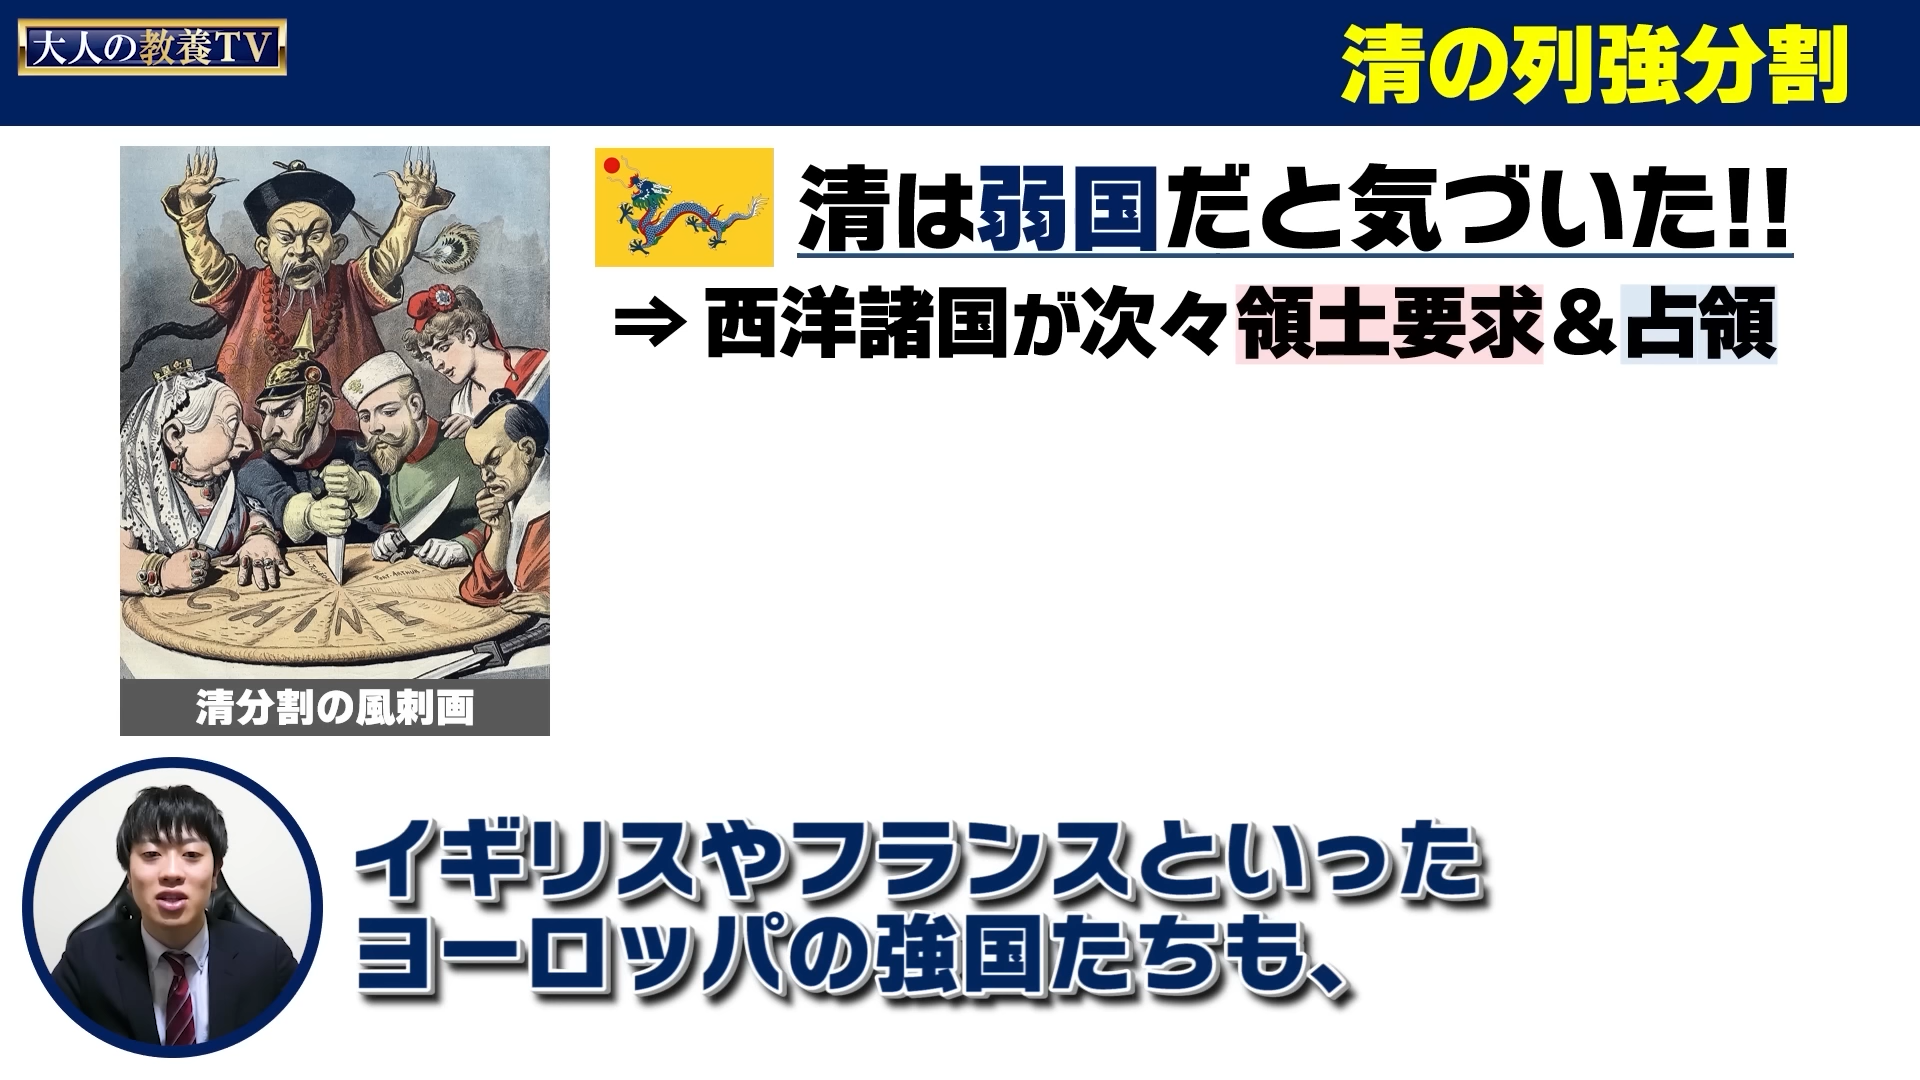 大人の教養TV
清の列強分割
清は弱国だと気づいた!!
⇒ 西洋諸国が次々領土要求＆占領
PORT-ARTHUR
CHINE
清分割の風刺画
イギリスやフランスといった
ヨーロッパの強国たちも、